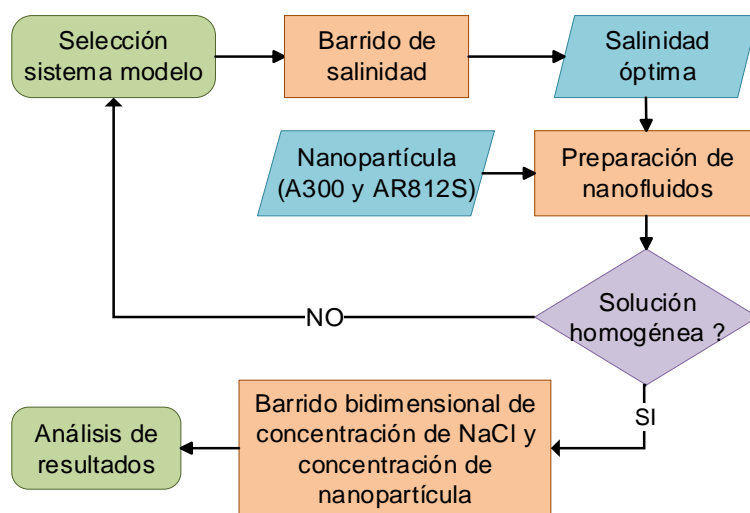 Selección
sistema modelo
Barrido de
salinidad
Salinidad
óptima
Nanopartícula
(A300 y AR812S)
Preparación de
nanofluidos
Solución
homogénea ?
NO
SI
Barrido bidimensional de
concentración de NaCl y
concentración de
nanopartícula
Análisis de
resultados